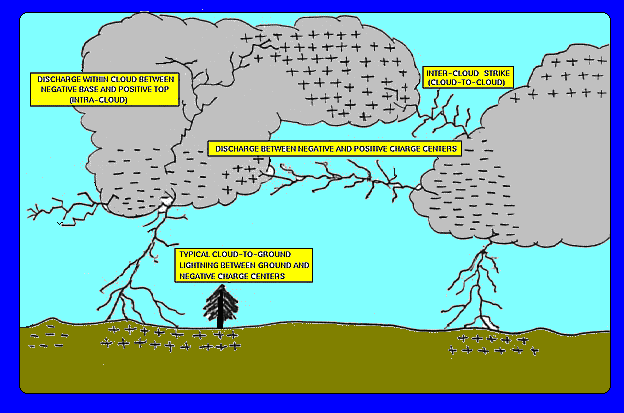 DISCHARGE WITHIN CLOUD BETWEEN
NEGATIVE BASE AND POSITIVE TOP
(INTRA-CLOUD)
INTER-CLOUD STRIKE
(CLOUD-TO-CLOUD)
DISCHARGE BETWEEN NEGATIVE AND POSITIVE CHARGE CENTERS
TYPICAL CLOUD-TO-GROUND
LIGHTNING BETWEEN GROUND AND
NEGATIVE CHARGE CENTERS